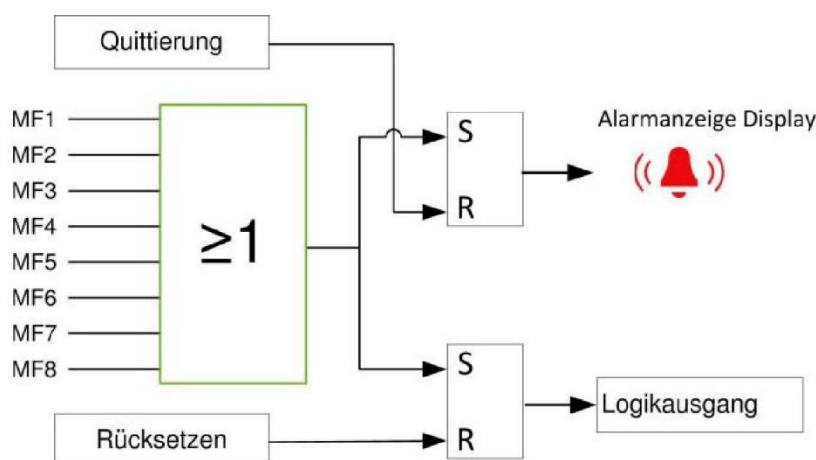 Quittierung
MF1
MF2
MF3
MF4
MF5
MF6
MF7
MF8
≥1
S
R
Alarmanzeige Display
S
R
Logikausgang
Rücksetzen